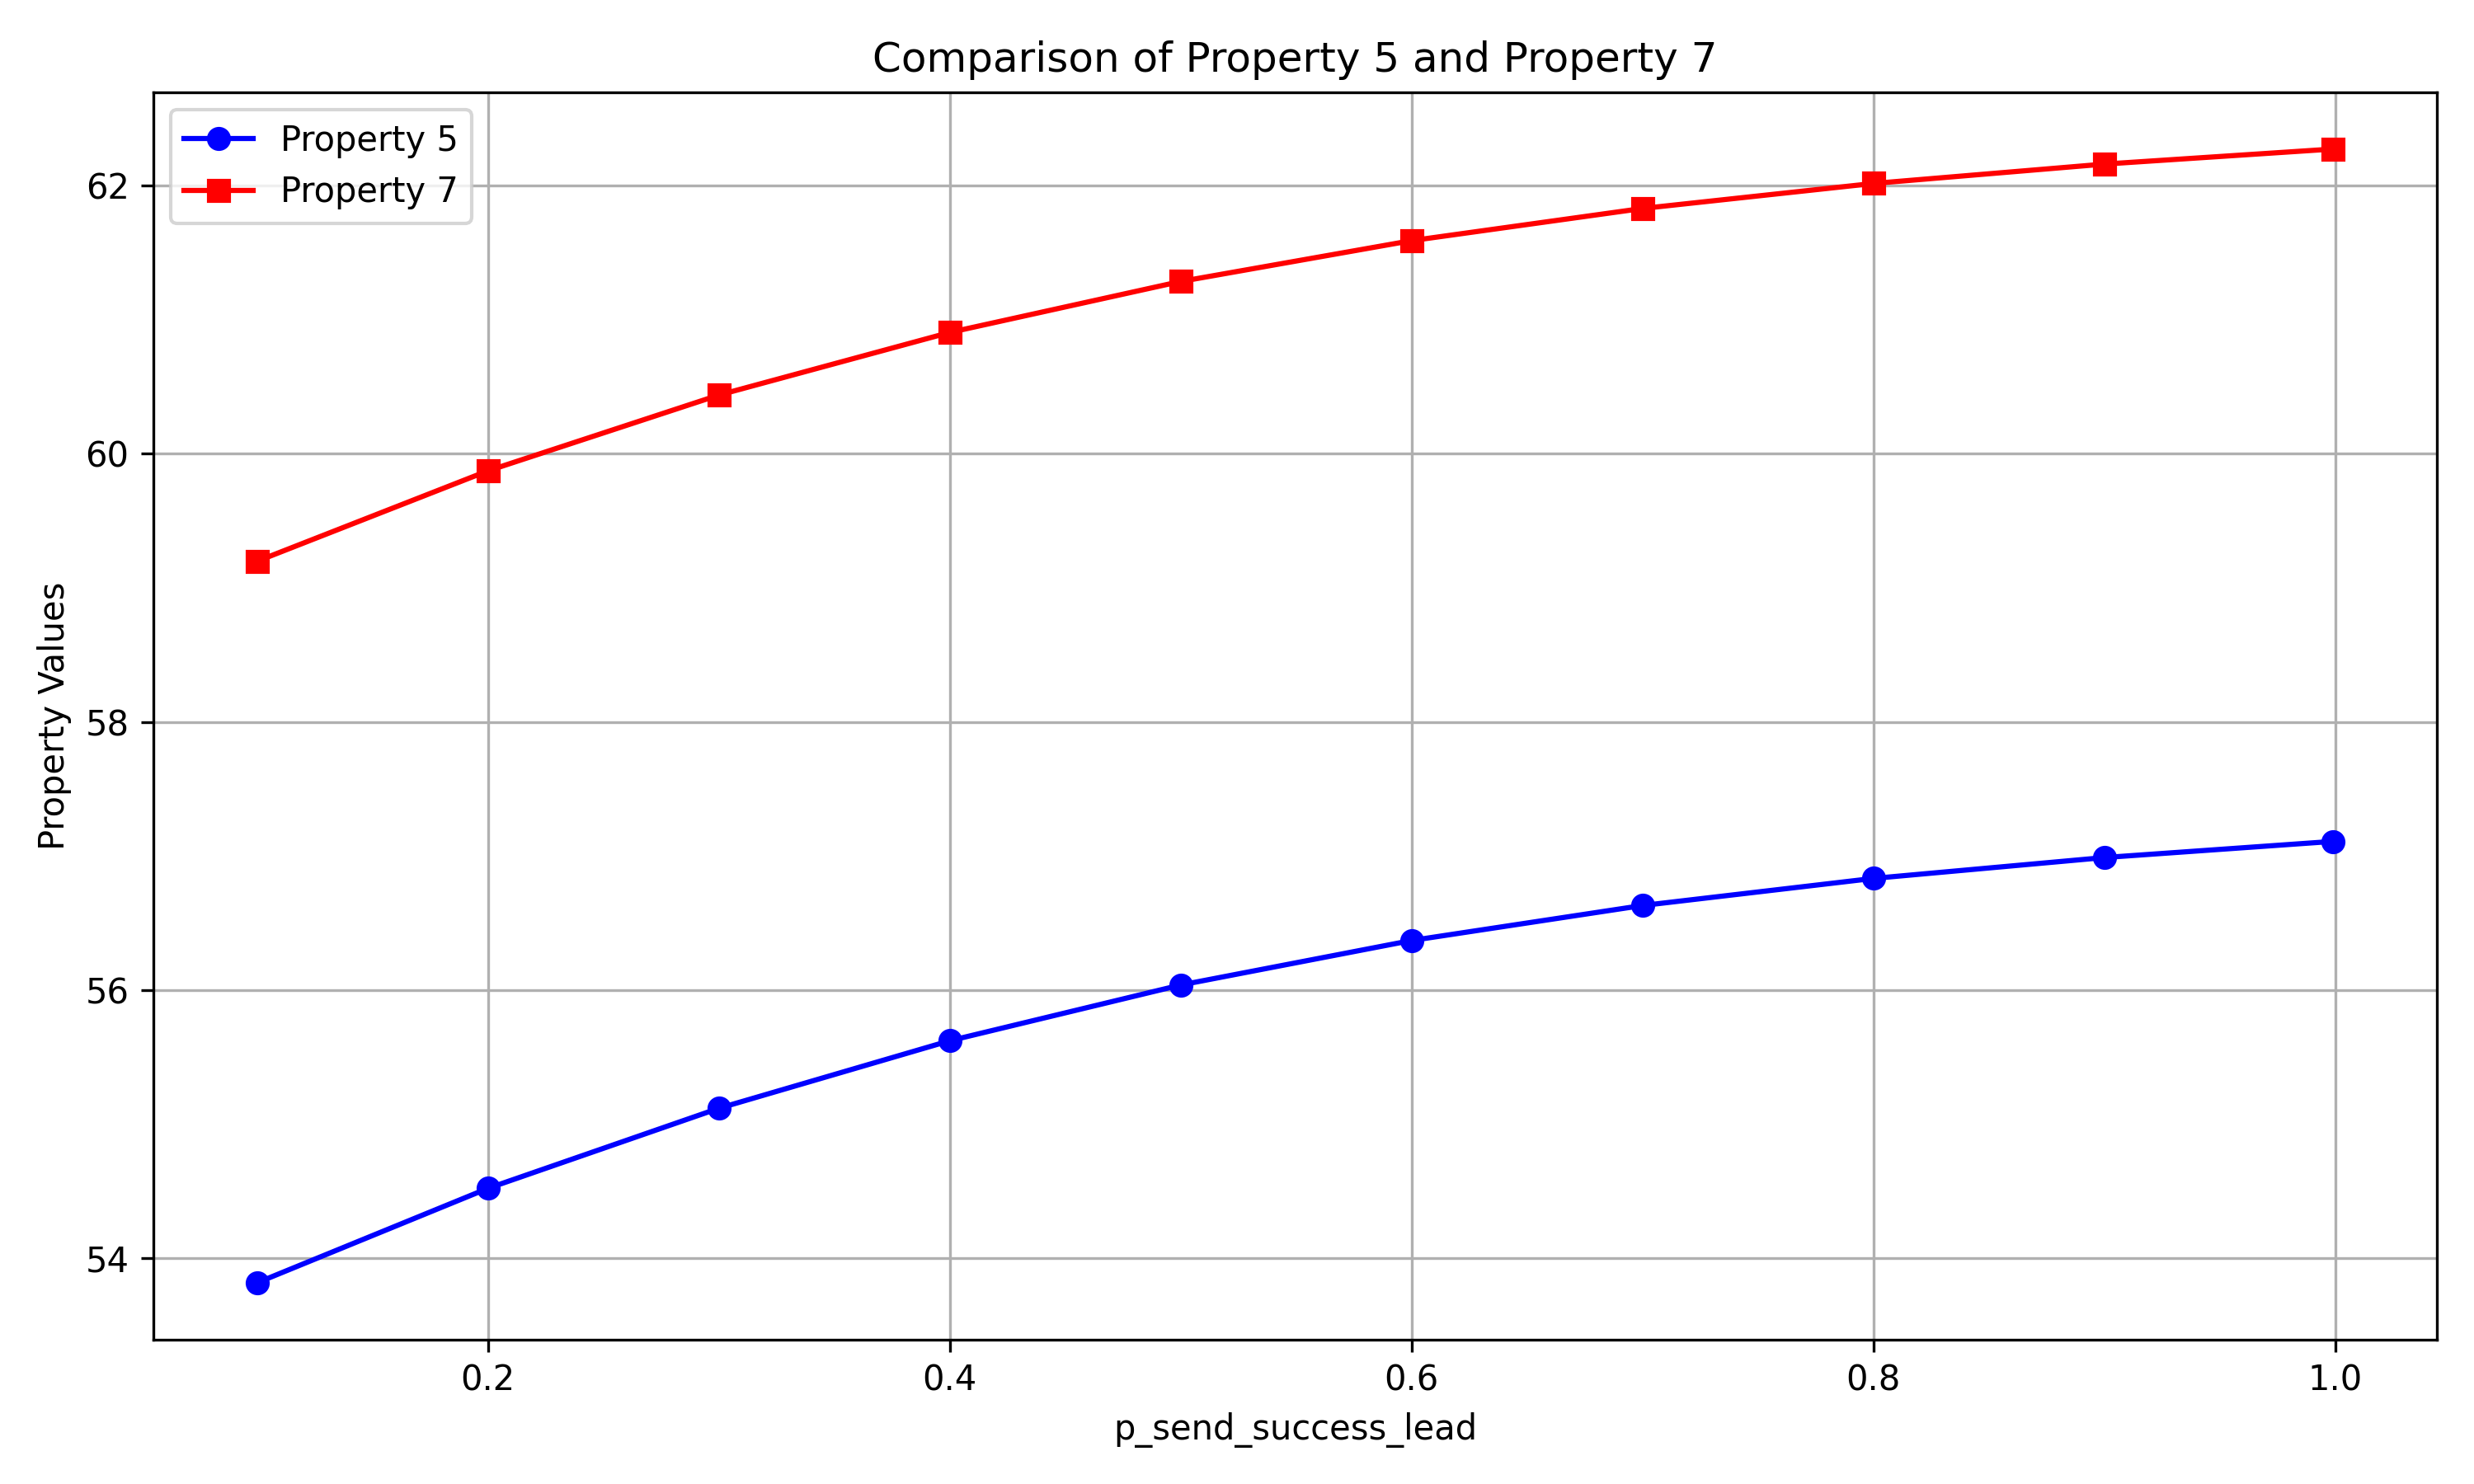 Comparison of Property 5 and Property 7
Property 5
Property 7
Property Values
62
60
58
56
54
0.2
0.4
0.6
0.8
1.0
p_send_success_lead